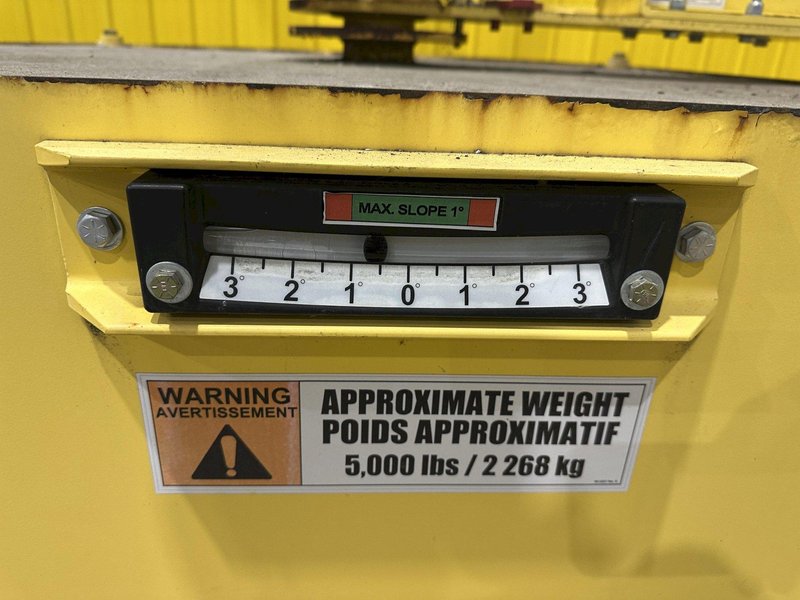 MAX. SLOPE 1°
3° 2° 1° 0° 1° 2° 3°
WARNING
AVERTISSEMENT
APPROXIMATE WEIGHT
POIDS APPROXIMATIF
5,000 lbs / 2 268 kg